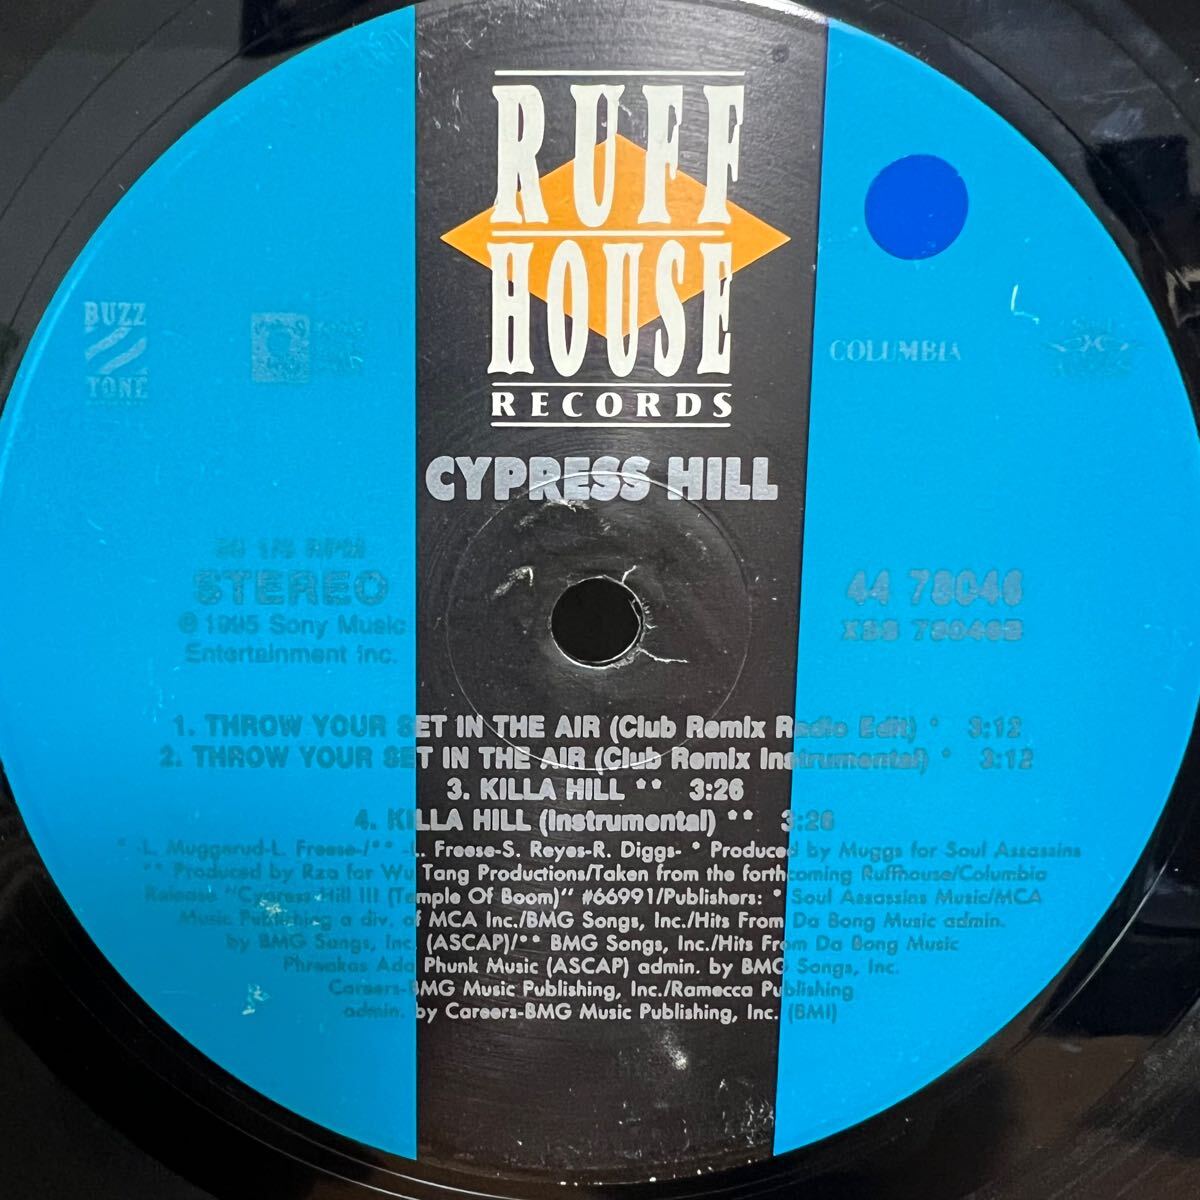 RUFF
HOUSE
RECORDS
BUZZ
TONE
COLUMBIA
CYPRESS HILL
RPM
STEREO
℗ 1995 Sony Music
Entertainment Inc.
44 78046
1. THROW YOUR SET IN THE AIR (Club Remix Radio Edit) * 3:12
2. THROW YOUR SET IN THE AIR (Club Remix Instrumental) * 3:12
3. KILLA HILL ** 3:26
4. KILLA HILL (Instrumental) ** 3:26
* -L. Muggerud-L. Freese-/** -L. Freese-S. Reyes-R. Diggs- * Produced by Muggs for Soul Assassins
** Produced by Rza for Wu Tang Productions/Taken from the forthcoming Ruffhouse/Columbia
Release "Cypress Hill III (Temple Of Boom)" #66991/Publishers: * Soul Assassins Music/MCA
Music Publishing a div. of MCA Inc./BMG Songs, Inc./Hits From Da Bong Music admin.
by BMG Songs, Inc. (ASCAP)/** BMG Songs, Inc./Hits From Da Bong Music
Phreakas Ada Phunk Music (ASCAP) admin. by BMG Songs, Inc.
Careers-BMG Music Publishing, Inc./Ramecca Publishing
admin. by Careers-BMG Music Publishing, Inc. (BMI)